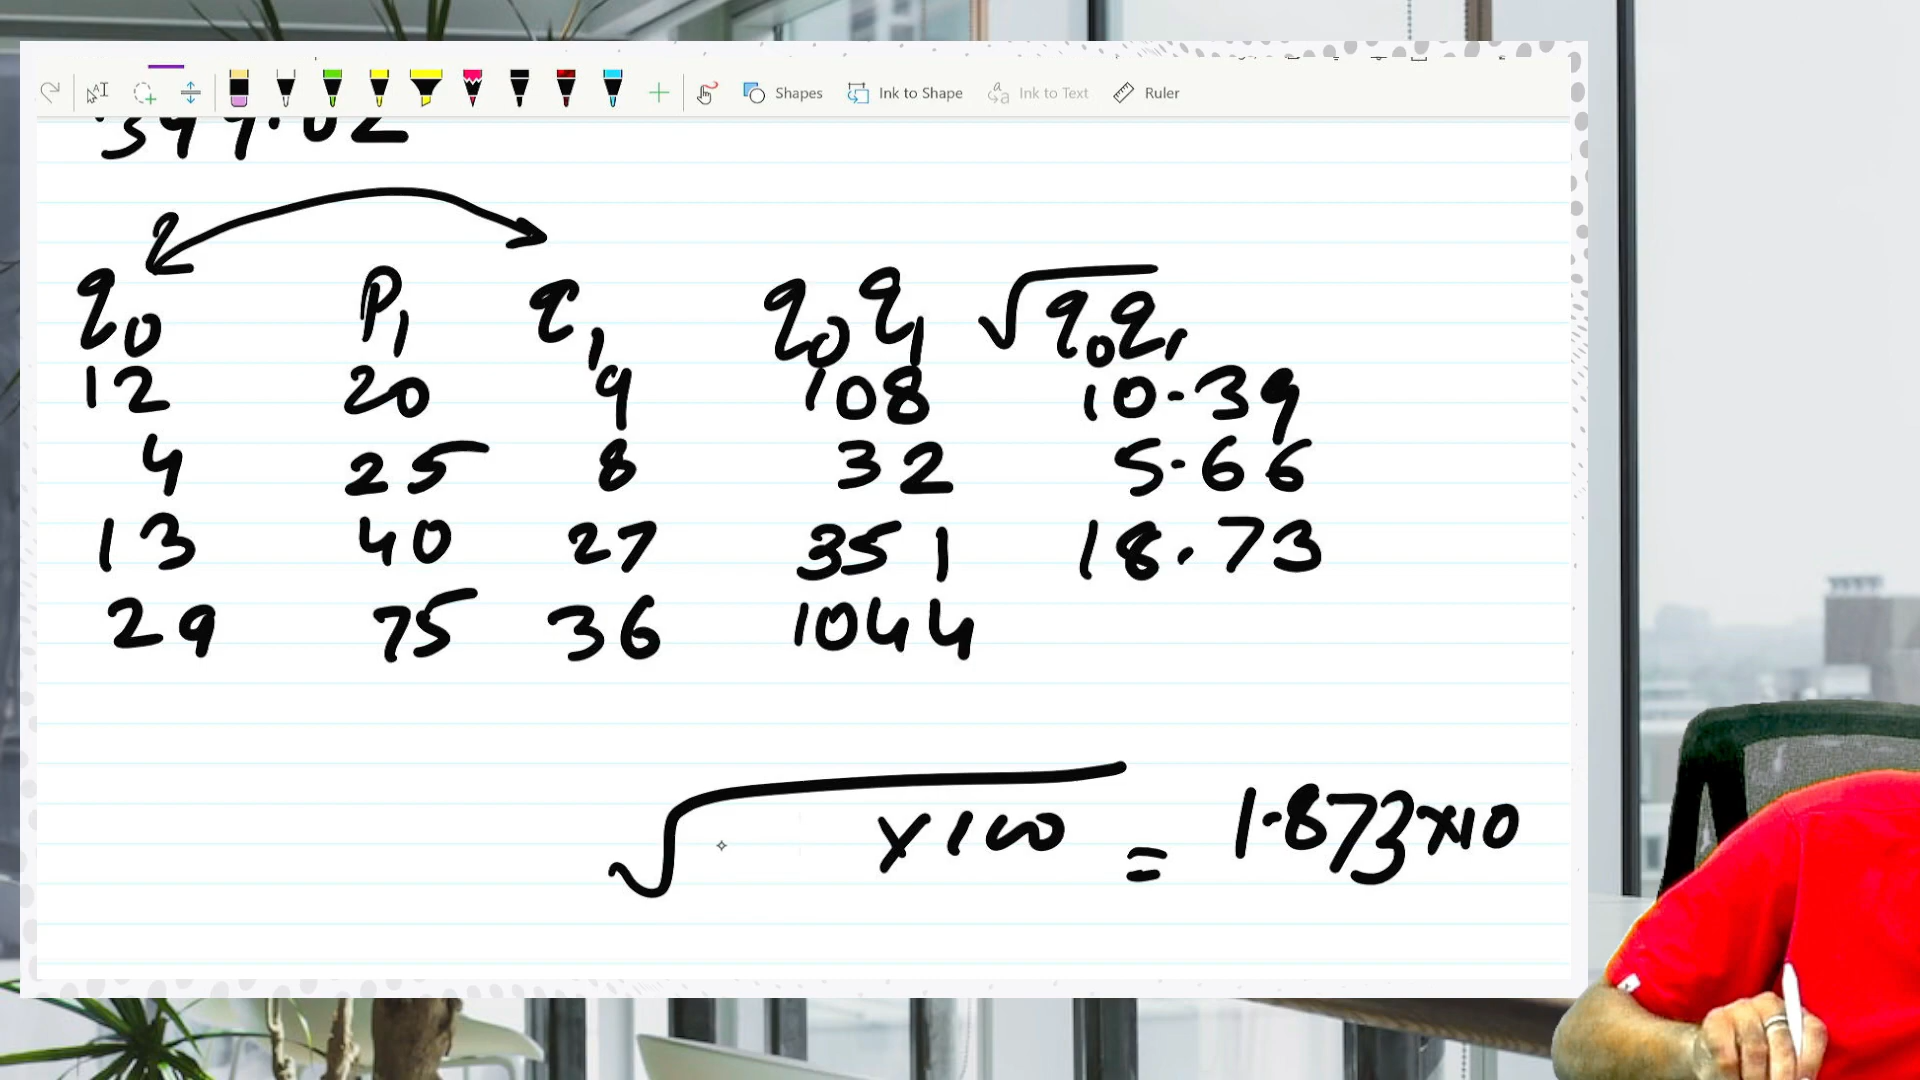 Shapes Ink to Shape Ink to Text Ruler
q₀ P₁ q₁ q₀q₁ √q₀q₁
12 20 9 108 10.39
4 25 8 32 5.66
13 40 27 351 18.73
29 75 36 1044
√ x100 = 1.873x10